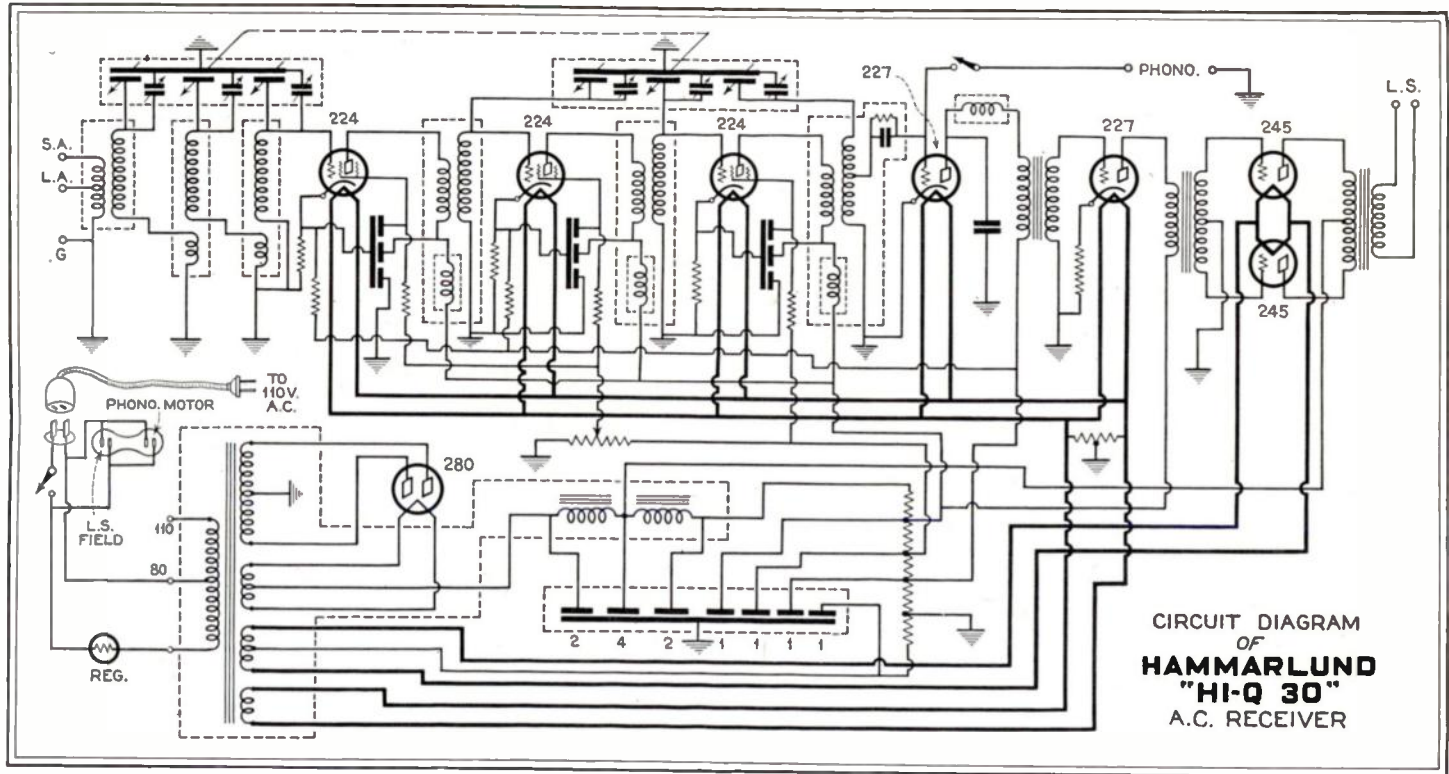 227
PHONO.
L.S.
224
224
224
227
245
S.A.
L.A.
.G
245
TO
110 V.
A.C.
PHONO. MOTOR
280
L.S.
FIELD
110
80
REG.
2 4 2 1 1 1 1
CIRCUIT DIAGRAM
OF
HAMMARLUND
"HI-Q 30"
A.C. RECEIVER